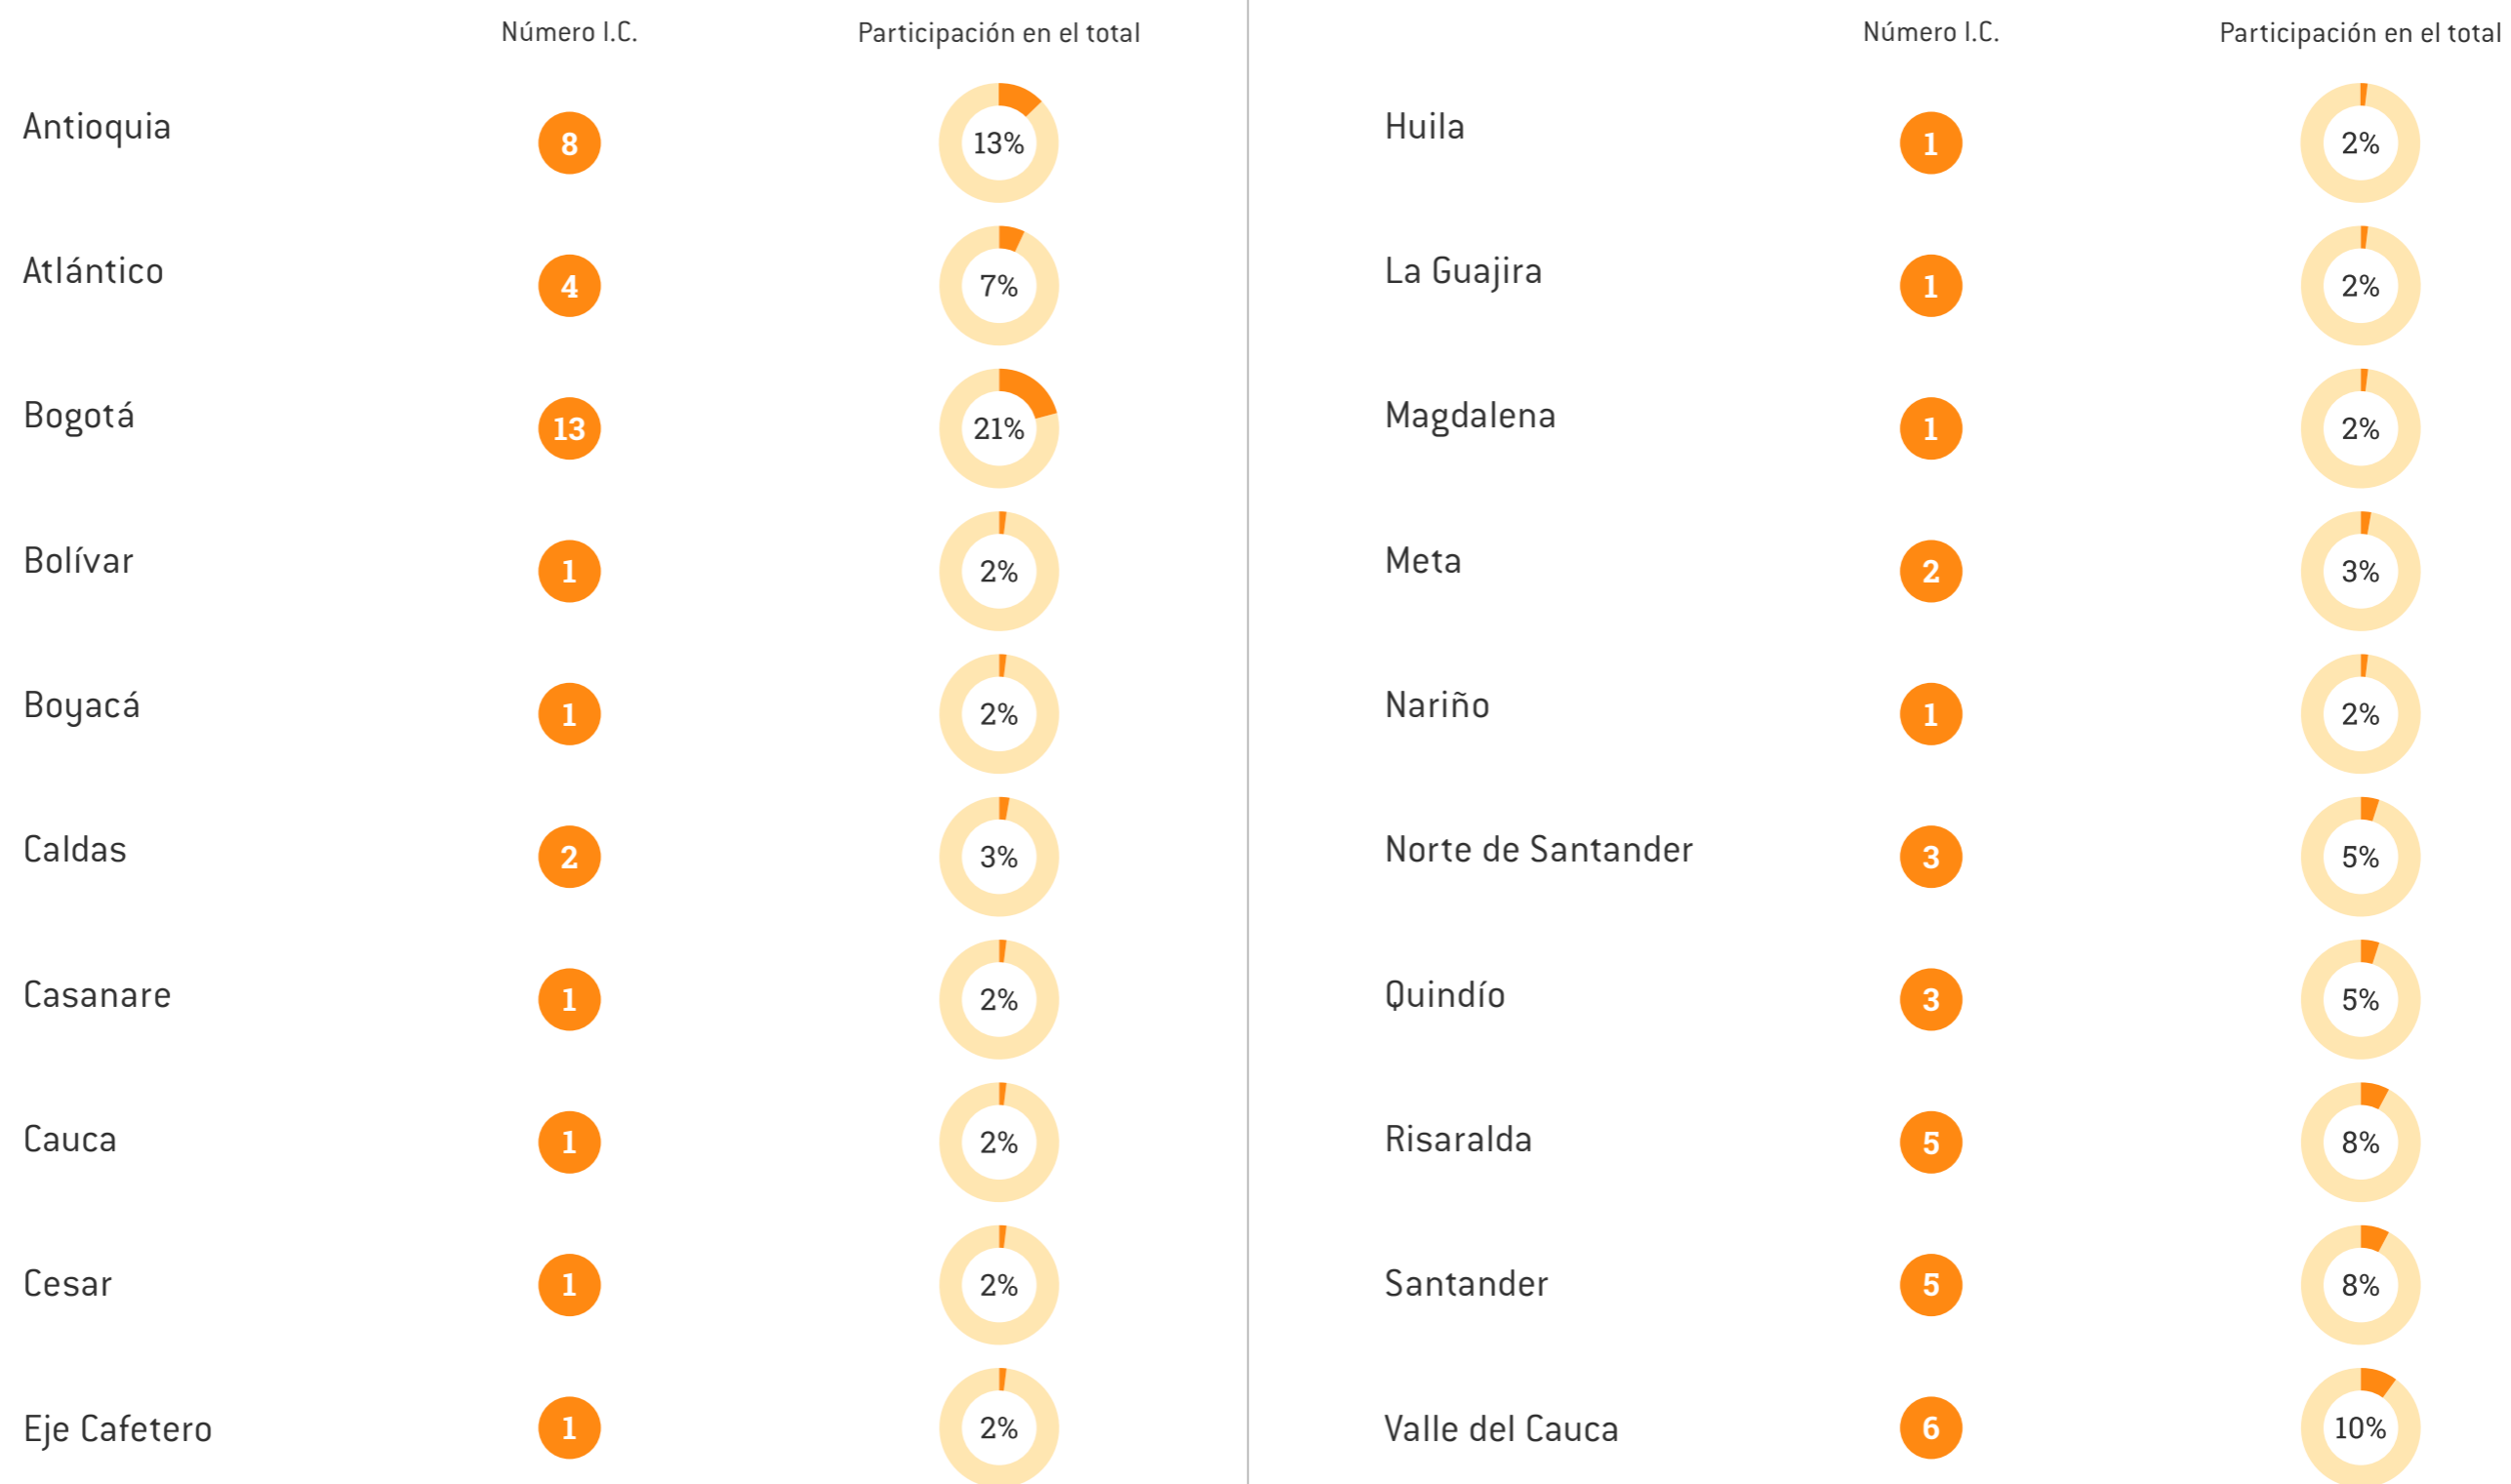 Número I.C. Participación en el total
Antioquia 8 13%
Atlántico 4 7%
Bogotá 13 21%
Bolívar 1 2%
Boyacá 1 2%
Caldas 2 3%
Casanare 1 2%
Cauca 1 2%
Cesar 1 2%
Eje Cafetero 1 2%
Número I.C. Participación en el total
Huila 1 2%
La Guajira 1 2%
Magdalena 1 2%
Meta 2 3%
Nariño 1 2%
Norte de Santander 3 5%
Quindío 3 5%
Risaralda 5 8%
Santander 5 8%
Valle del Cauca 6 10%